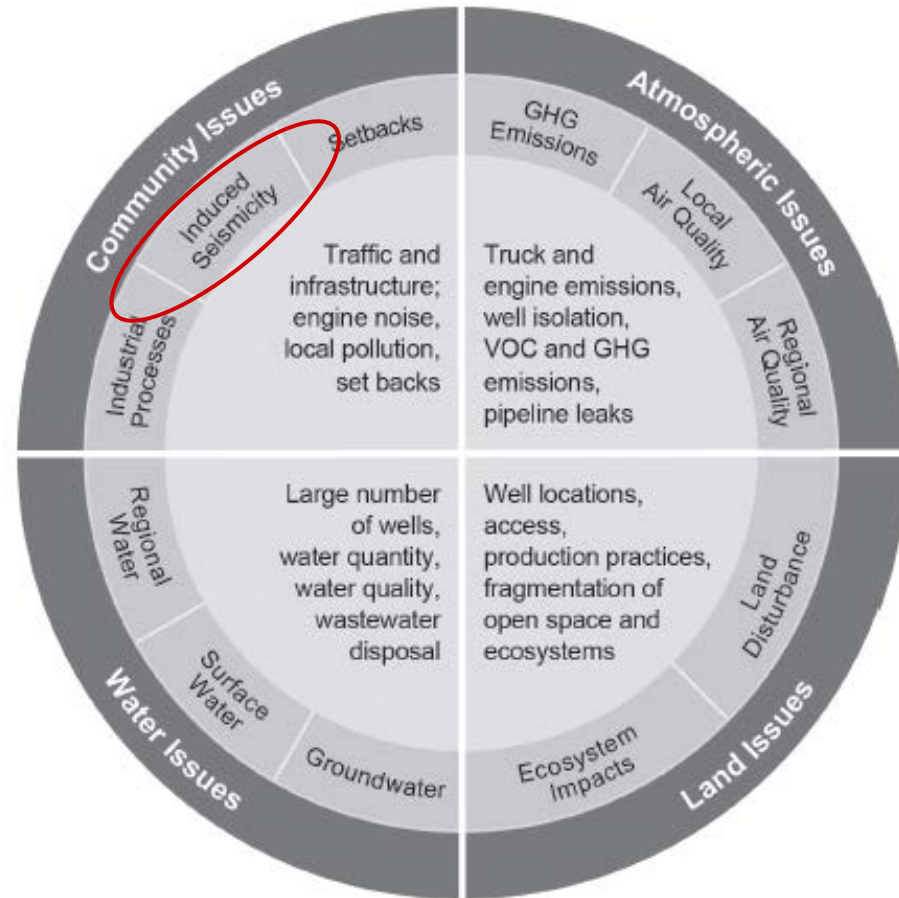 Community Issues
Setbacks
Induced
Seismicity
Industrial
Processes
Traffic and
infrastructure;
engine noise,
local pollution,
set backs
Atmospheric Issues
GHG
Emissions
Local
Air Quality
Regional
Air Quality
Truck and
engine emissions,
well isolation,
VOC and GHG
emissions,
pipeline leaks
Water Issues
Regional
Water
Surface
Water
Groundwater
Large number
of wells,
water quantity,
water quality,
wastewater
disposal
Land Issues
Land
Disturbance
Ecosystem
Impacts
Well locations,
access,
production practices,
fragmentation of
open space and
ecosystems